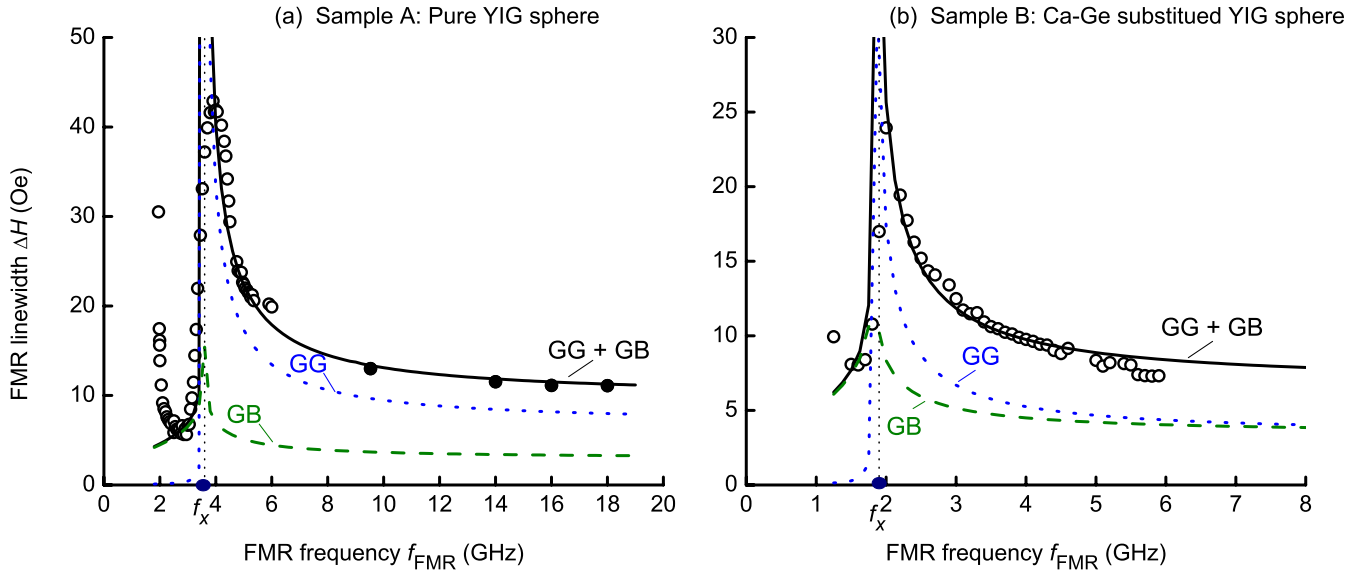 (a) Sample A: Pure YIG sphere
50
40
30
20
10
0
FMR linewidth ΔH (Oe)
GG + GB
GG
GB
0 2 4 6 8 10 12 14 16 18 20
fx
FMR frequency fFMR (GHz)
(b) Sample B: Ca-Ge substitued YIG sphere
30
25
20
15
10
5
0
GG + GB
GG
GB
0 1 2 3 4 5 6 7 8
fx
FMR frequency fFMR (GHz)